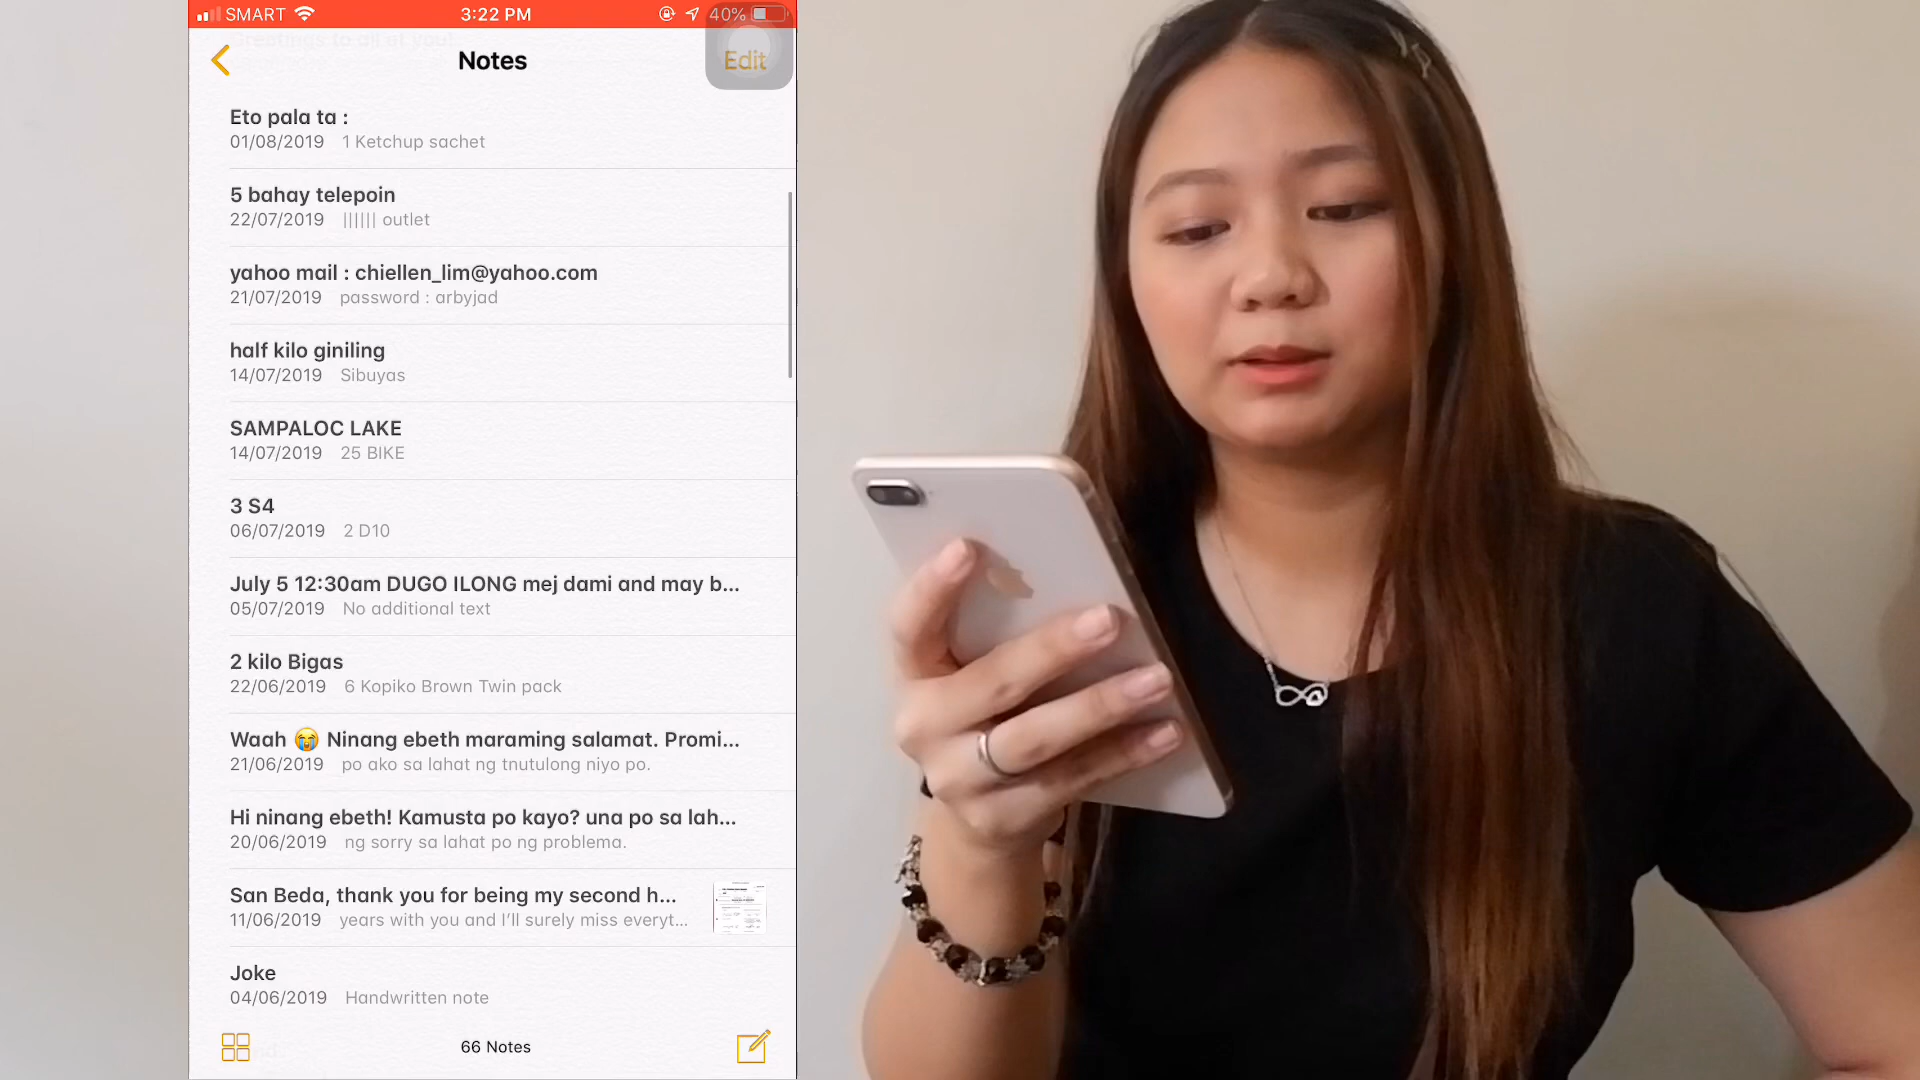 SMART 3:22 PM 40%
Greetings to all of you!
Notes
Edit
Eto pala ta :
01/08/2019 1 Ketchup sachet
5 bahay telepoin
22/07/2019 |||||| outlet
yahoo mail : chiellen_lim@yahoo.com
21/07/2019 password : arbyjad
half kilo giniling
14/07/2019 Sibuyas
SAMPALOC LAKE
14/07/2019 25 BIKE
3 S4
06/07/2019 2 D10
July 5 12:30am DUGO ILONG mej dami and may b...
05/07/2019 No additional text
2 kilo Bigas
22/06/2019 6 Kopiko Brown Twin pack
Waah 😭 Ninang ebeth maraming salamat. Promi...
21/06/2019 po ako sa lahat ng tnutulong niyo po.
Hi ninang ebeth! Kamusta po kayo? una po sa lah...
20/06/2019 ng sorry sa lahat po ng problema.
San Beda, thank you for being my second h...
11/06/2019 years with you and I'll surely miss everyt...
Joke
04/06/2019 Handwritten note
66 Notes